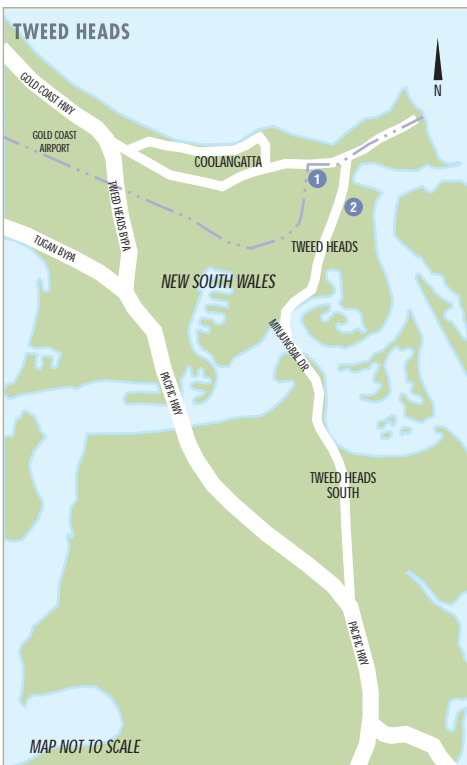 TWEED HEADS
N
GOLD COAST HWY
GOLD COAST
AIRPORT
COOLANGATTA
1
TWEED HEADS BYPA
2
TUGAN BYPA
TWEED HEADS
NEW SOUTH WALES
MINJUNGBAL DR
PACIFIC HWY
TWEED HEADS
SOUTH
PACIFIC HWY
MAP NOT TO SCALE